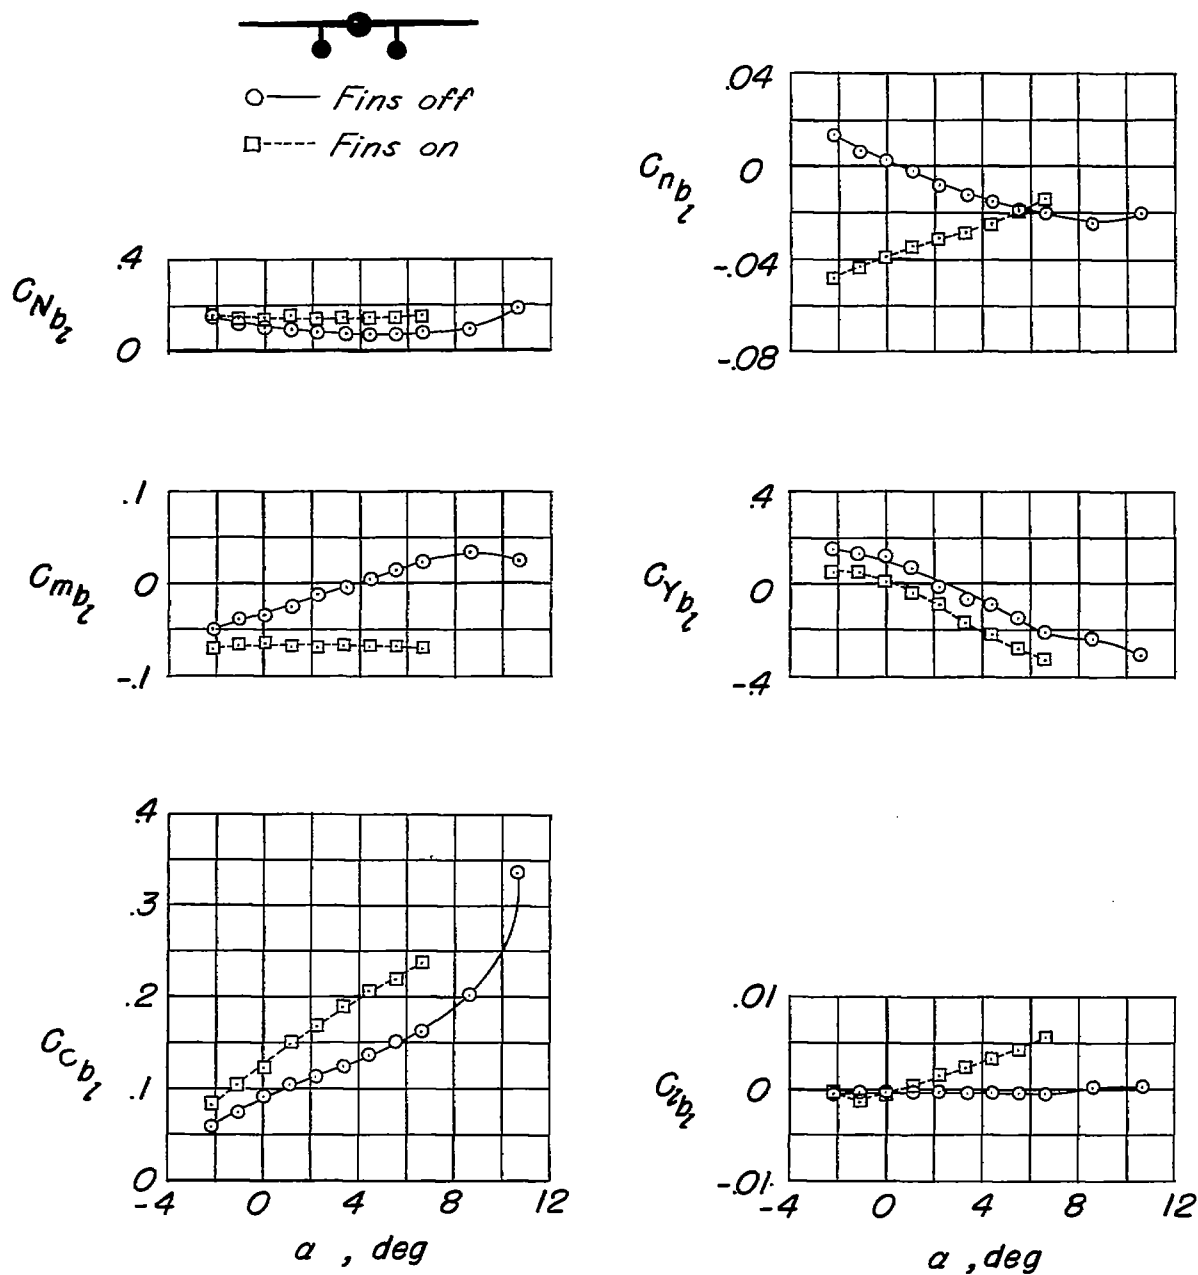 Fins off
Fins on
C_{N_{b_l}}
.4
0
C_{m_{b_l}}
.1
0
-.1
C_{C_{b_l}}
.4
.3
.2
.1
0
-4 0 4 8 12
α , deg
C_{n_{b_l}}
.04
0
-.04
-.08
C_{Y_{b_l}}
.4
0
-.4
C_{l_{b_l}}
.01
0
-.01
-4 0 4 8 12
α , deg